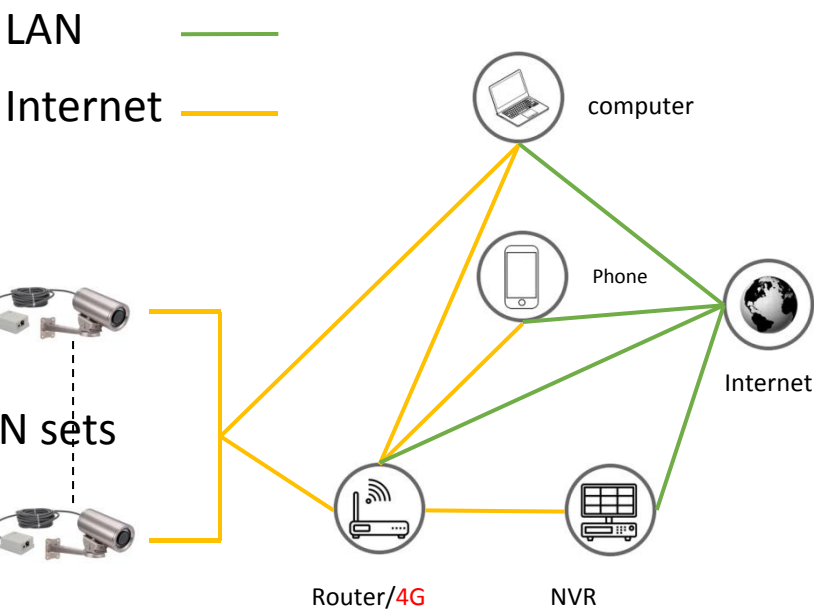 LAN
Internet
computer
Phone
Internet
N sets
Router/4G
NVR